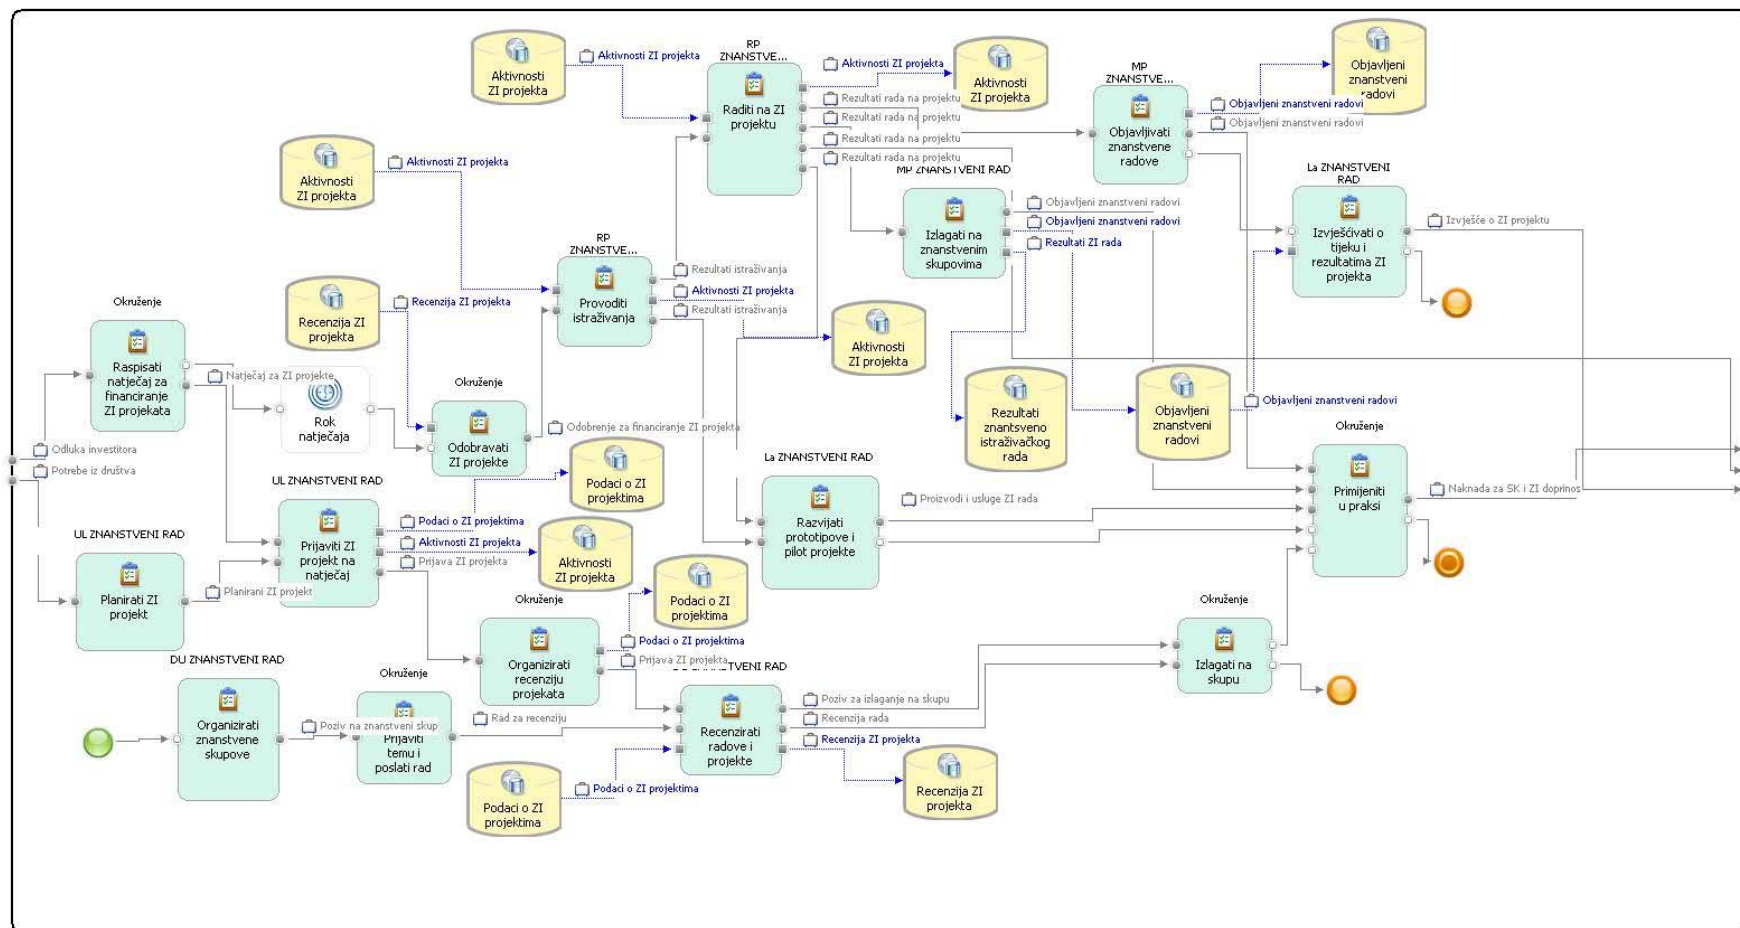 Aktivnosti
ZI projekta
Aktivnosti ZI projekta
RP
ZNANSTVE...
Raditi na ZI
projektu
Aktivnosti ZI projekta
Rezultati rada na projektu
Rezultati rada na projektu
Rezultati rada na projektu
Rezultati rada na projektu
Aktivnosti
ZI projekta
MP
ZNANSTVE...
Objavljivati
znanstvene
radove
Objavljeni znanstveni radovi
Objavljeni znanstveni radovi
Objavljeni
znanstveni
radovi
Aktivnosti
ZI projekta
Aktivnosti ZI projekta
MP ZNANSTVENI RAD
Izlagati na
znanstvenim
skupovima
Objavljeni znanstveni radovi
Objavljeni znanstveni radovi
Rezultati ZI rada
La ZNANSTVENI
RAD
Izvješćivati o
tijeku i
rezultatima ZI
projekta
Izvješće o ZI projektu
RP
ZNANSTVE...
Provoditi
istraživanja
Rezultati istraživanja
Aktivnosti ZI projekta
Rezultati istraživanja
Recenzija ZI
projekta
Recenzija ZI projekta
Aktivnosti
ZI projekta
Okruženje
Raspisati
natječaj za
financiranje
ZI projekata
Natječaj za ZI projekte
Rok
natječaja
Okruženje
Odobravati
ZI projekte
Odobrenje za financiranje ZI projekta
Rezultati
znantsveno
istraživačkog
rada
Objavljeni
znanstveni
radovi
Objavljeni znanstveni radovi
Odluka investitora
Potrebe iz društva
UL ZNANSTVENI RAD
Prijaviti ZI
projekt na
natječaj
Podaci o ZI projektima
Aktivnosti ZI projekta
Prijava ZI projekta
Podaci o ZI
projektima
Aktivnosti
ZI projekta
La ZNANSTVENI RAD
Razvijati
prototipove i
pilot projekte
Proizvodi i usluge ZI rada
Okruženje
Primijeniti
u praksi
Naknada za SK i ZI doprinos
UL ZNANSTVENI RAD
Planirati ZI
projekt
Planirani ZI projekt
Okruženje
Organizirati
recenziju
projekata
Podaci o ZI projektima
Prijava ZI projekta
Podaci o ZI
projektima
Okruženje
Izlagati na
skupu
DU ZNANSTVENI RAD
Organizirati
znanstvene
skupove
Poziv na znanstveni skup
Okruženje
Prijaviti
temu i
poslati rad
Rad za recenziju
ZNANSTVENI RAD
Recenzirati
radove i
projekte
Poziv za izlaganje na skupu
Recenzija rada
Recenzija ZI projekta
Podaci o ZI
projektima
Podaci o ZI projektima
Recenzija ZI
projekta